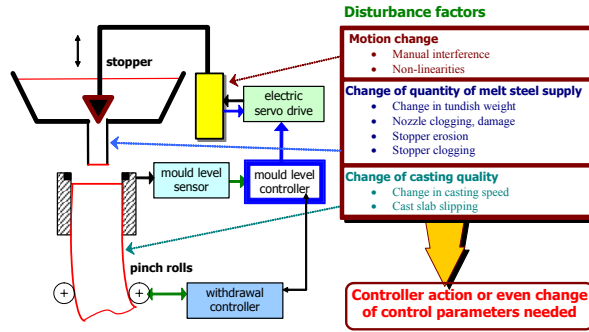 Disturbance factors
stopper
electric
servo drive
mould level
sensor
mould level
controller
pinch rolls
+
+
withdrawal
controller
Motion change
• Manual interference
• Non-linearities
Change of quantity of melt steel supply
• Change in tundish weight
• Nozzle clogging, damage
• Stopper erosion
• Stopper clogging
Change of casting quality
• Change in casting speed
• Cast slab slipping
Controller action or even change
of control parameters needed